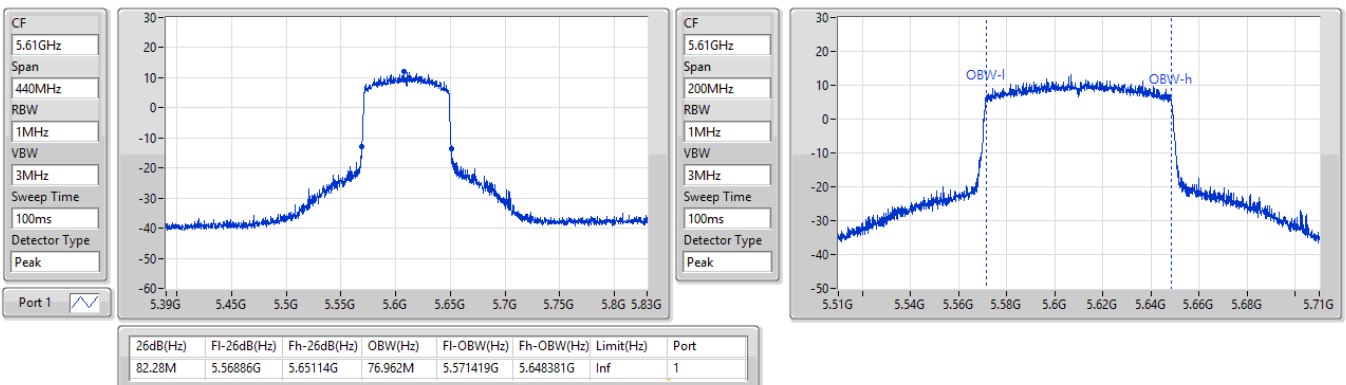 CF
5.61GHz
Span
440MHz
RBW
1MHz
VBW
3MHz
Sweep Time
100ms
Detector Type
Peak
Port 1
30
20
10
0
-10
-20
-30
-40
-50
-60
5.39G 5.45G 5.5G 5.55G 5.6G 5.65G 5.7G 5.75G 5.8G 5.83G
CF
5.61GHz
Span
200MHz
RBW
1MHz
VBW
3MHz
Sweep Time
100ms
Detector Type
Peak
30
20
10
0
-10
-20
-30
-40
-50
OBW-l OBW-h
5.51G 5.54G 5.56G 5.58G 5.6G 5.62G 5.64G 5.66G 5.68G 5.71G
26dB(Hz) Fl-26dB(Hz) Fh-26dB(Hz) OBW(Hz) Fl-OBW(Hz) Fh-OBW(Hz) Limit(Hz) Port
82.28M 5.56886G 5.65114G 76.962M 5.571419G 5.648381G Inf 1